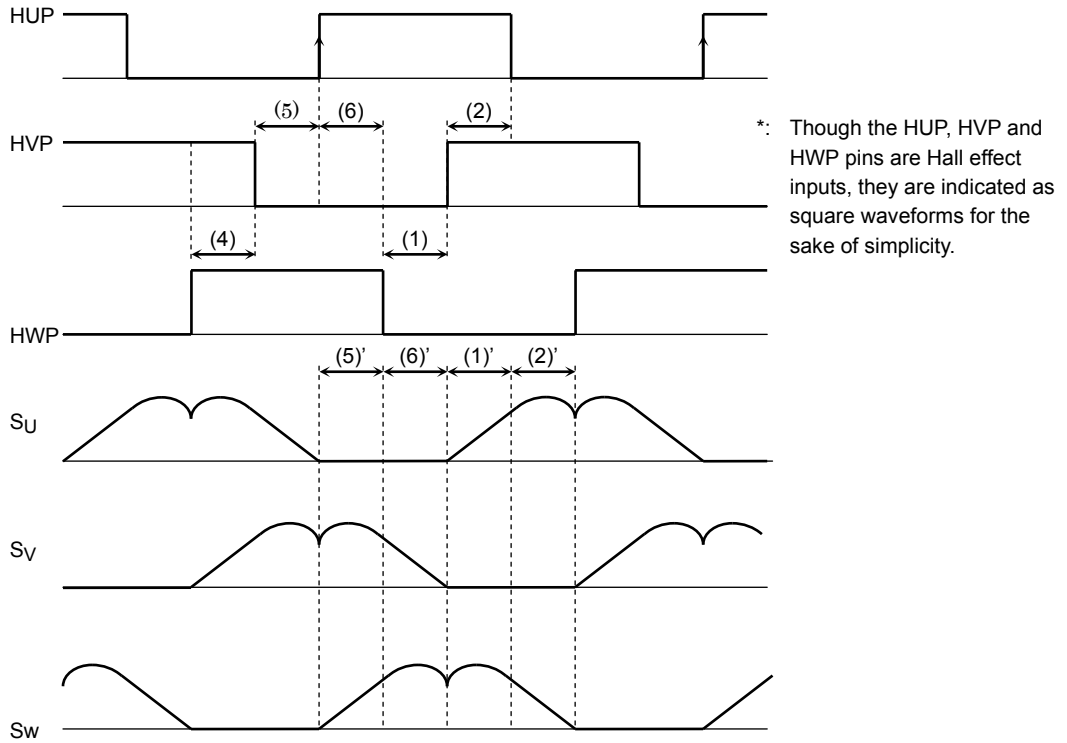 HUP
(5) (6) (2)
HVP
*: Though the HUP, HVP and
HWP pins are Hall effect
inputs, they are indicated as
square waveforms for the
sake of simplicity.
(4) (1)
HWP
(5)' (6)' (1)' (2)'
SU
SV
SW